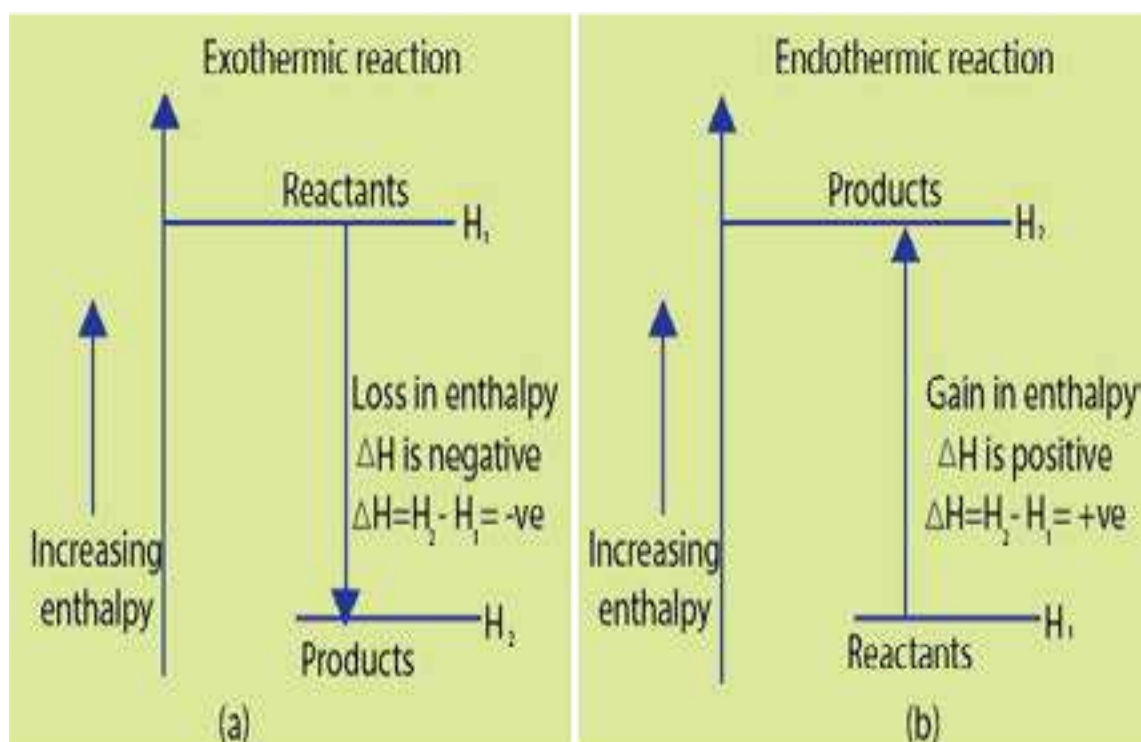 Exothermic reaction
Reactants
H₁
Loss in enthalpy
ΔH is negative
ΔH=H₂- H₁= -ve
Increasing
enthalpy
H₂
Products
(a)
Endothermic reaction
Products
H₂
Gain in enthalpy
ΔH is positive
ΔH=H₂- H₁= +ve
Increasing
enthalpy
H₁
Reactants
(b)